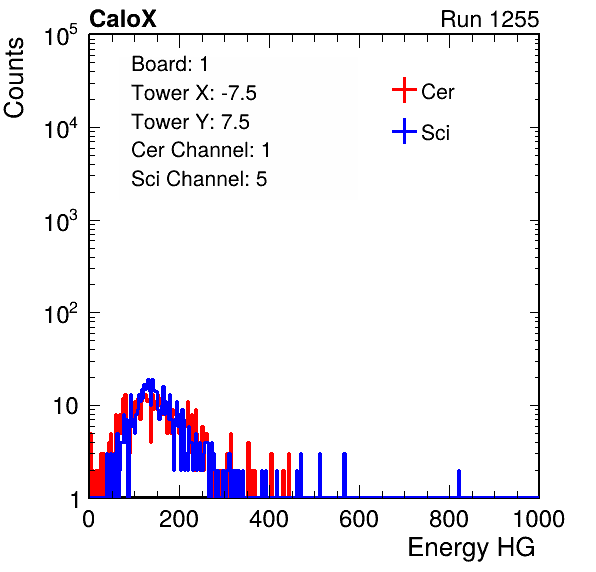 CaloX Run 1255
Counts
Board: 1
Tower X: -7.5
Tower Y: 7.5
Cer Channel: 1
Sci Channel: 5
Cer
Sci
10^5
10^4
10^3
10^2
10
1
0 200 400 600 800 1000
Energy HG